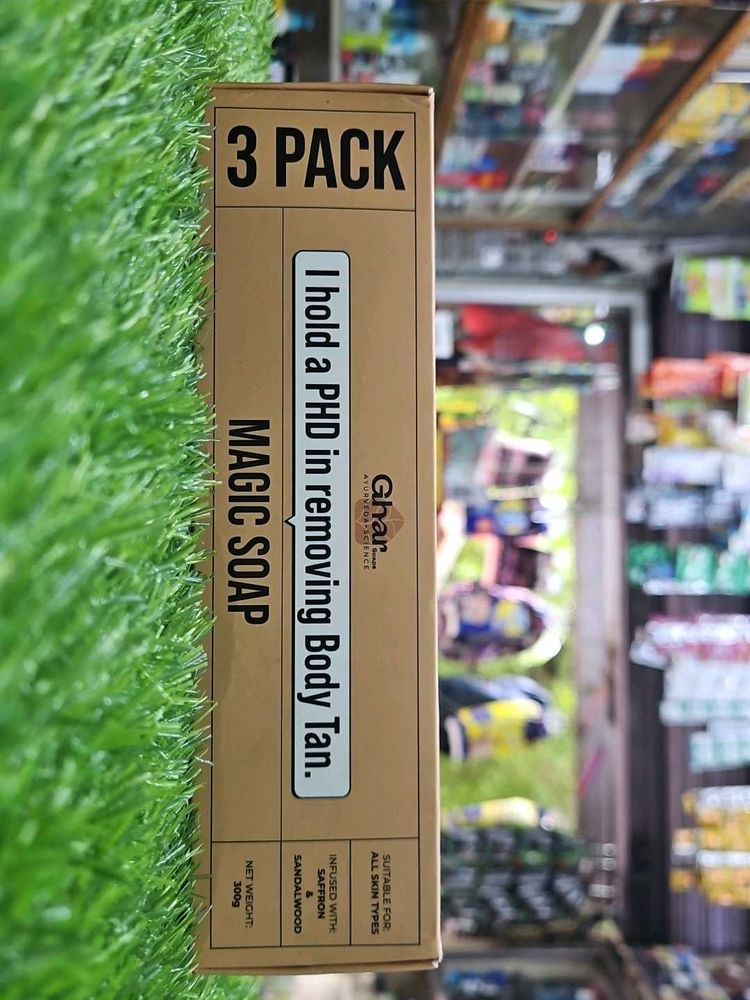 3 PACK
Ghar
Soaps
AYURVEDA+SCIENCE
I hold a PHD in removing Body Tan.
MAGIC SOAP
SUITABLE FOR:
ALL SKIN TYPES
INFUSED WITH:
SAFFRON
&
SANDALWOOD
NET WEIGHT:
300g